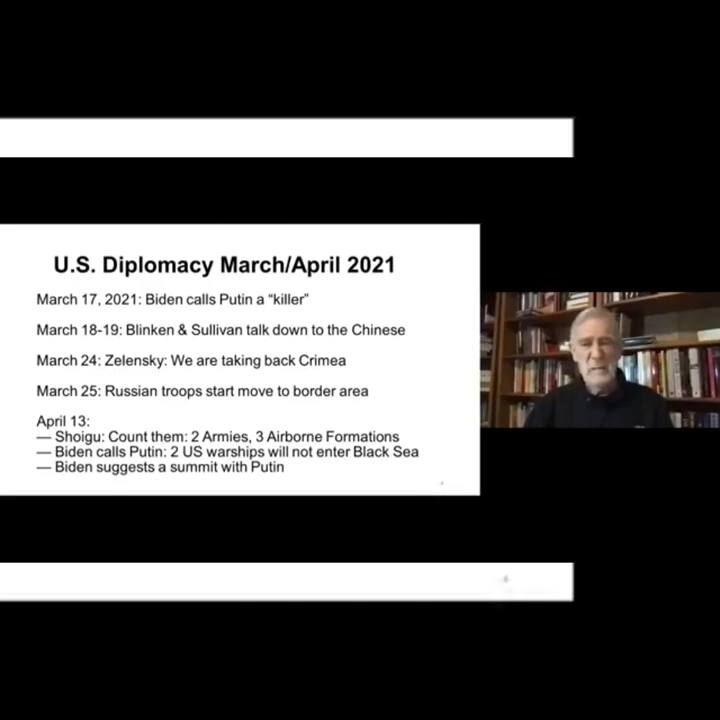 U.S. Diplomacy March/April 2021
March 17, 2021: Biden calls Putin a “killer”
March 18-19: Blinken & Sullivan talk down to the Chinese
March 24: Zelensky: We are taking back Crimea
March 25: Russian troops start move to border area
April 13:
— Shoigu: Count them: 2 Armies, 3 Airborne Formations
— Biden calls Putin: 2 US warships will not enter Black Sea
— Biden suggests a summit with Putin